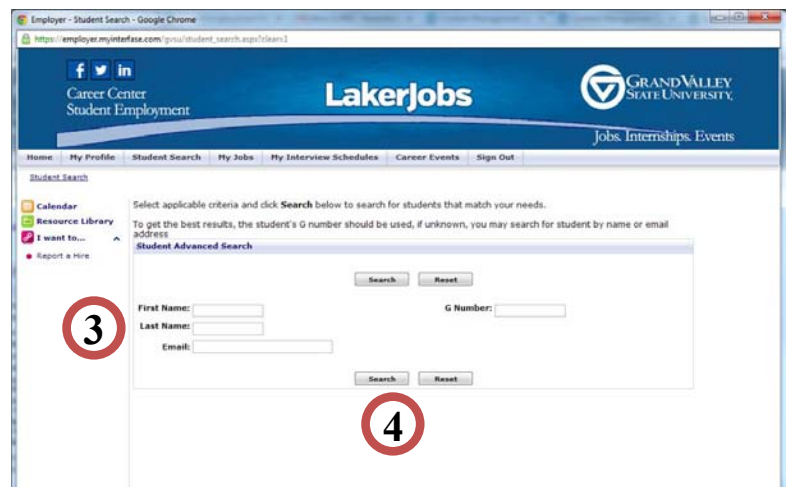 Employer - Student Search - Google Chrome
https://employer.myinterfase.com/gvsu/student_search.aspx?clear=1
f in
Career Center
Student Employment
LakerJobs
GRAND VALLEY
STATE UNIVERSITY
Jobs. Internships. Events
Home My Profile Student Search My Jobs My Interview Schedules Career Events Sign Out
Student Search
Calendar
Resource Library
I want to...
Report a Hire
Select applicable criteria and click Search below to search for students that match your needs.
To get the best results, the student's G number should be used, if unknown, you may search for student by name or email
address
Student Advanced Search
Search Reset
First Name: G Number:
Last Name:
Email:
3
Search Reset
4